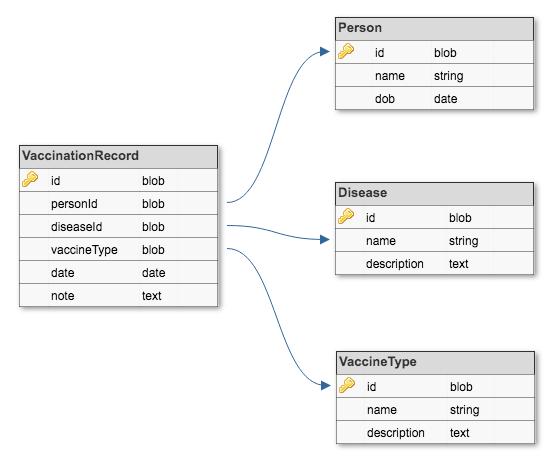 Person
id blob
name string
dob date
VaccinationRecord
id blob
personId blob
diseaseId blob
vaccineType blob
date date
note text
Disease
id blob
name string
description text
VaccineType
id blob
name string
description text